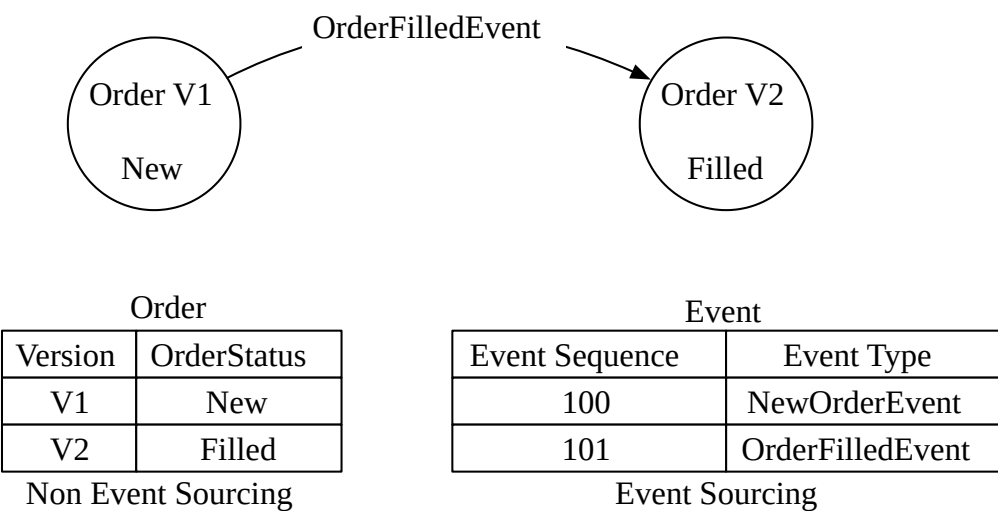 OrderFilledEvent
Order V1
New
Order V2
Filled
Order
Version OrderStatus
V1 New
V2 Filled
Non Event Sourcing
Event
Event Sequence Event Type
100 NewOrderEvent
101 OrderFilledEvent
Event Sourcing